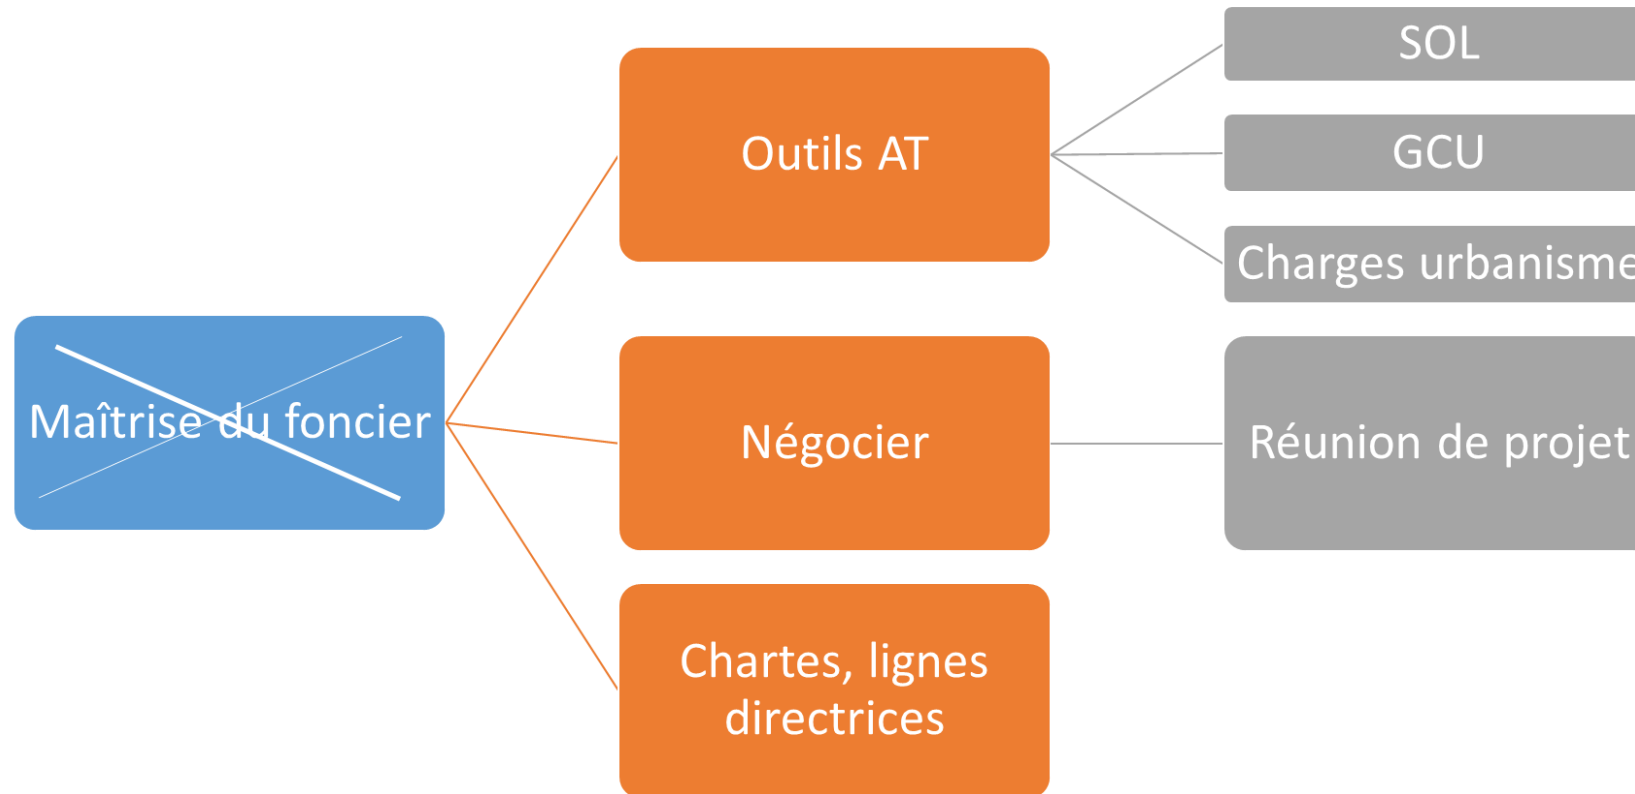 Maîtrise du foncier
Outils AT
SOL
GCU
Charges urbanisme
Négocier
Réunion de projet
Chartes, lignes
directrices